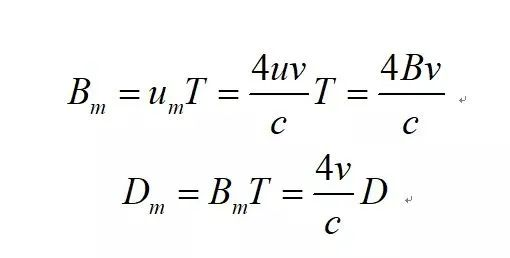 B_m = u_m T = \frac{4uv}{c} T = \frac{4Bv}{c} ↵
D_m = B_m T = \frac{4v}{c} D ↵